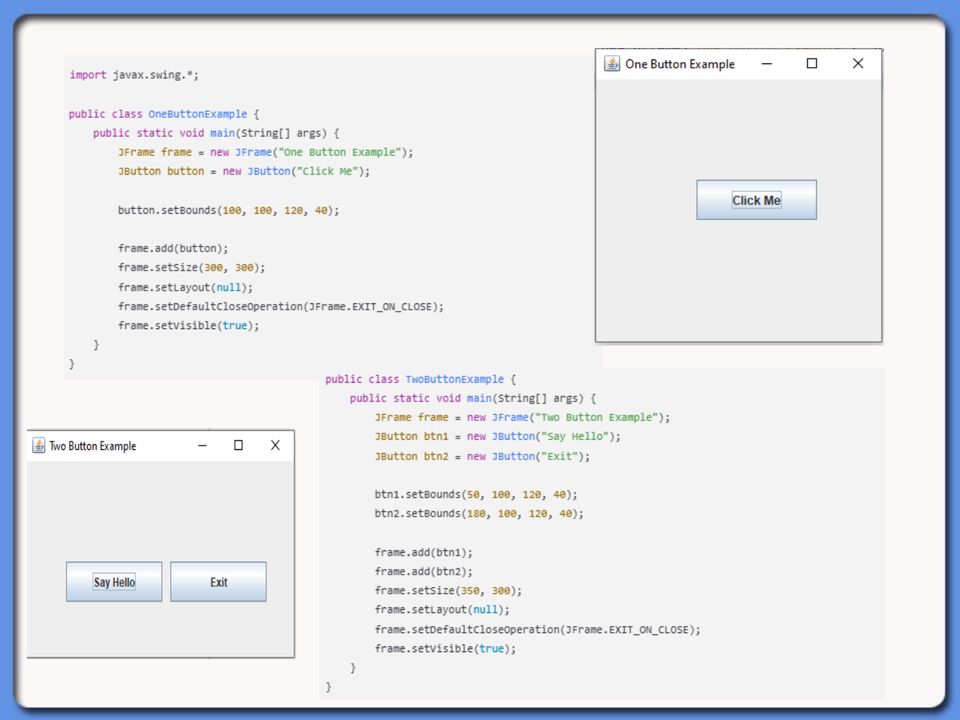 import javax.swing.*;
public class OneButtonExample {
public static void main(String[] args) {
JFrame frame = new JFrame("One Button Example");
JButton button = new JButton("Click Me");
button.setBounds(100, 100, 120, 40);
frame.add(button);
frame.setSize(300, 300);
frame.setLayout(null);
frame.setDefaultCloseOperation(JFrame.EXIT_ON_CLOSE);
frame.setVisible(true);
}
}
One Button Example
Click Me
public class TwoButtonExample {
public static void main(String[] args) {
JFrame frame = new JFrame("Two Button Example");
JButton btn1 = new JButton("Say Hello");
JButton btn2 = new JButton("Exit");
btn1.setBounds(50, 100, 120, 40);
btn2.setBounds(180, 100, 120, 40);
frame.add(btn1);
frame.add(btn2);
frame.setSize(350, 300);
frame.setLayout(null);
frame.setDefaultCloseOperation(JFrame.EXIT_ON_CLOSE);
frame.setVisible(true);
}
}
Two Button Example
Say Hello
Exit